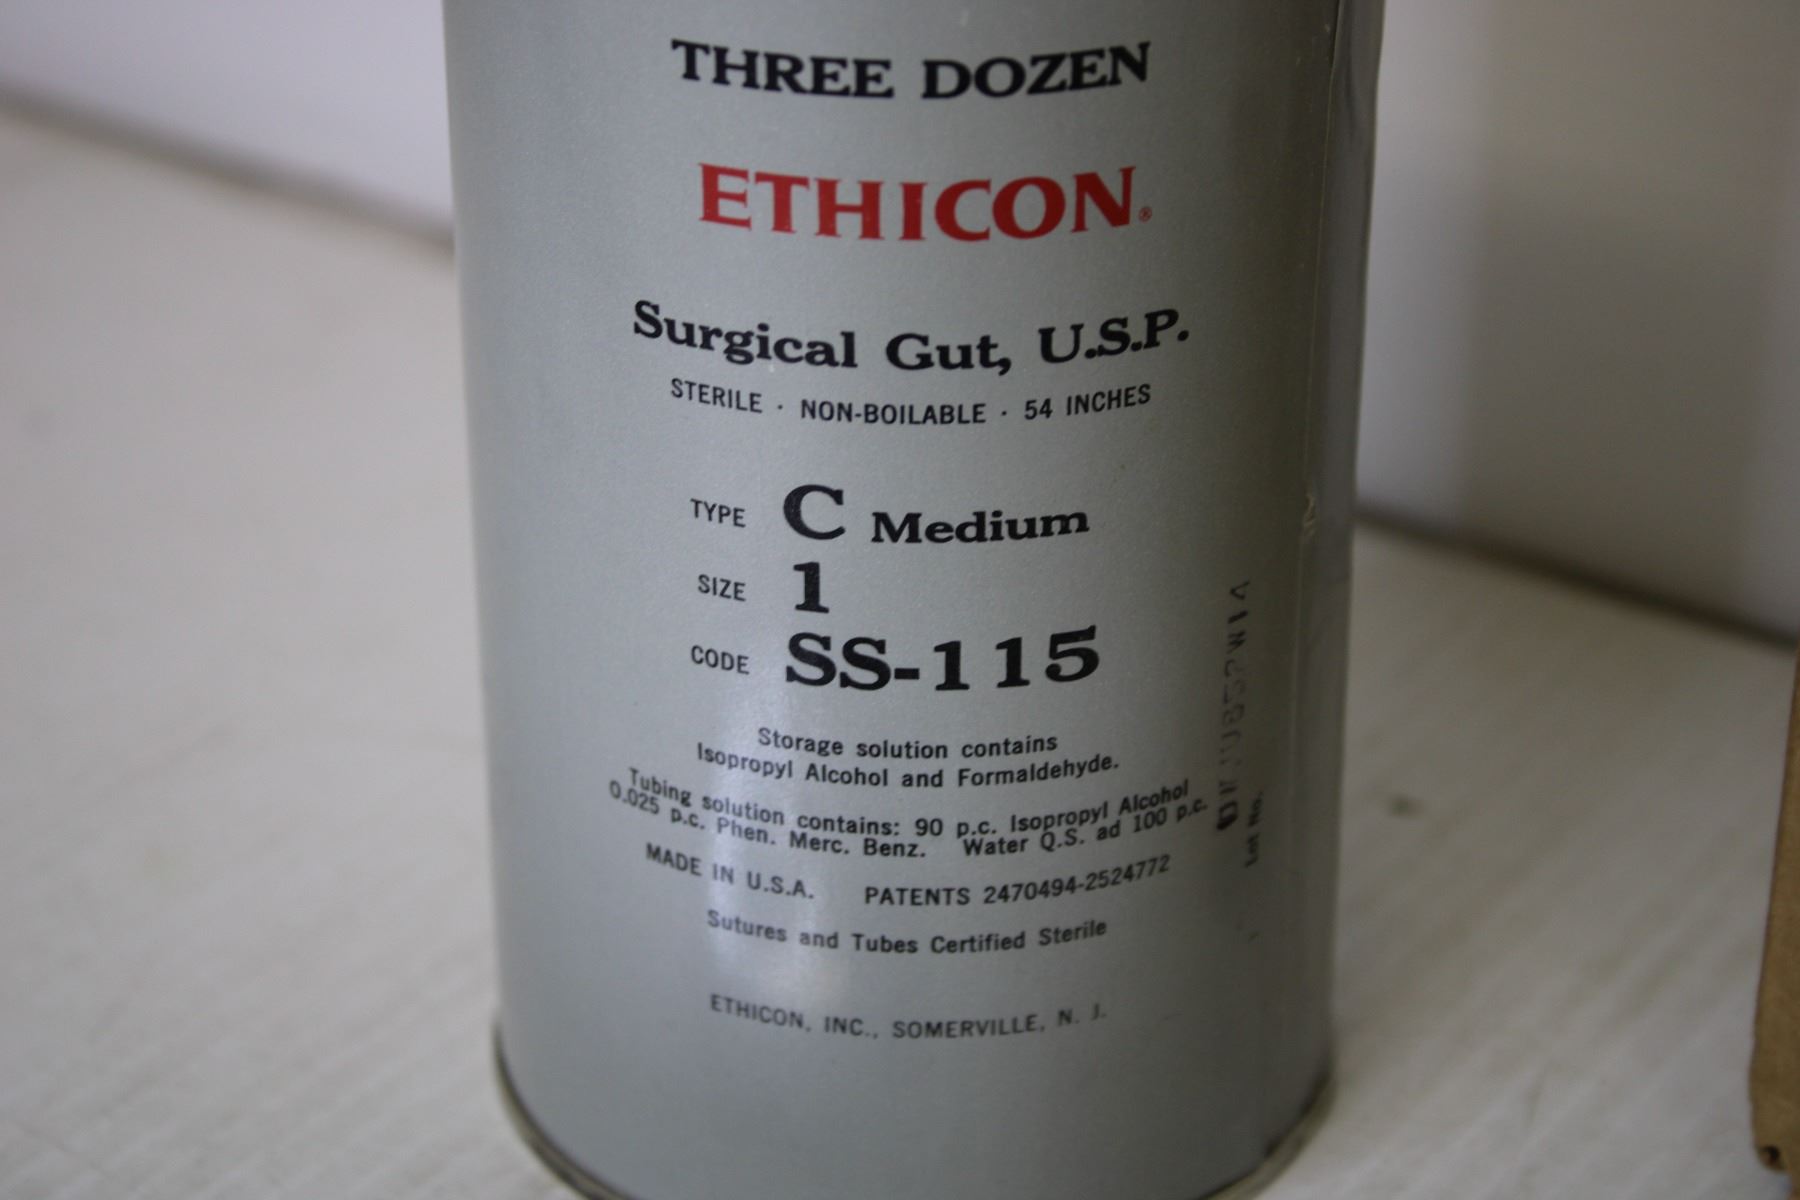 THREE DOZEN
ETHICON®
Surgical Gut, U.S.P.
STERILE · NON-BOILABLE · 54 INCHES
TYPE C Medium
SIZE 1
CODE SS-115
Storage solution contains
Isopropyl Alcohol and Formaldehyde.
Tubing solution contains: 90 p.c. Isopropyl Alcohol
0.025 p.c. Phen. Merc. Benz. Water Q.S. ad 100 p.c.
MADE IN U.S.A. PATENTS 2470494-2524772
Sutures and Tubes Certified Sterile
ETHICON, INC., SOMERVILLE, N. J.
Lot No.